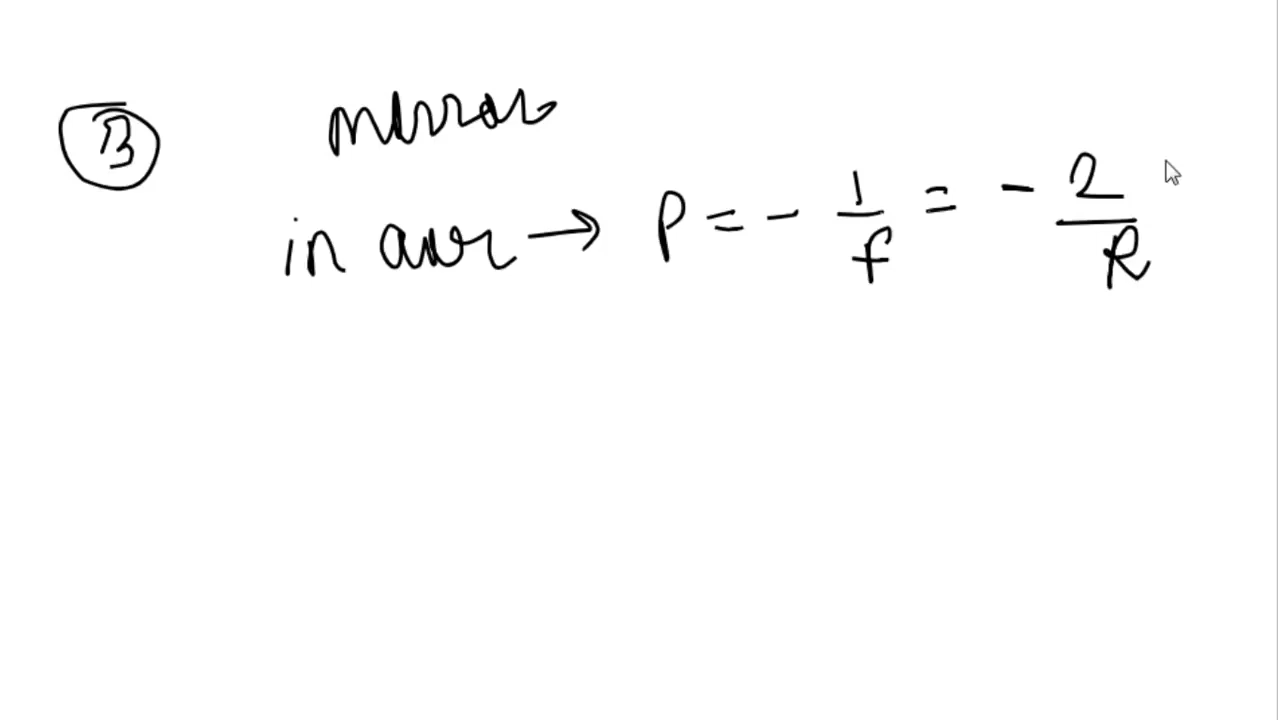 ③ mirror
in air → P = - 1/f = - 2/R